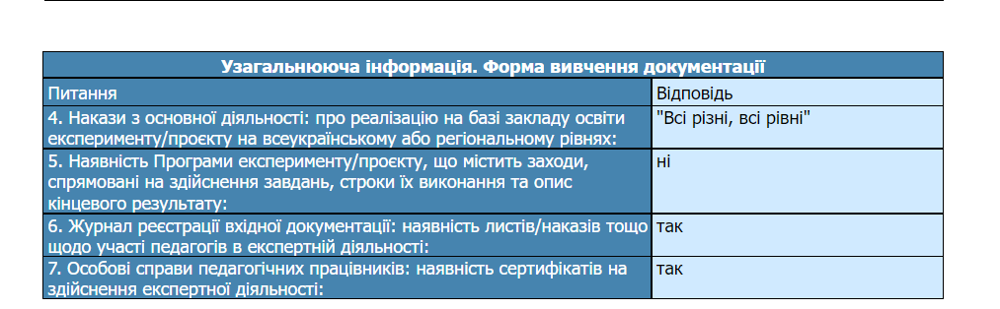 Узагальнююча інформація. Форма вивчення документації
Питання
Відповідь
4. Накази з основної діяльності: про реалізацію на базі закладу освіти
експерименту/проєкту на всеукраїнському або регіональному рівнях:
"Всі різні, всі рівні"
5. Наявність Програми експерименту/проєкту, що містить заходи,
спрямовані на здійснення завдань, строки їх виконання та опис
кінцевого результату:
ні
6. Журнал реєстрації вхідної документації: наявність листів/наказів тощо
щодо участі педагогів в експертній діяльності:
так
7. Особові справи педагогічних працівників: наявність сертифікатів на
здійснення експертної діяльності:
так